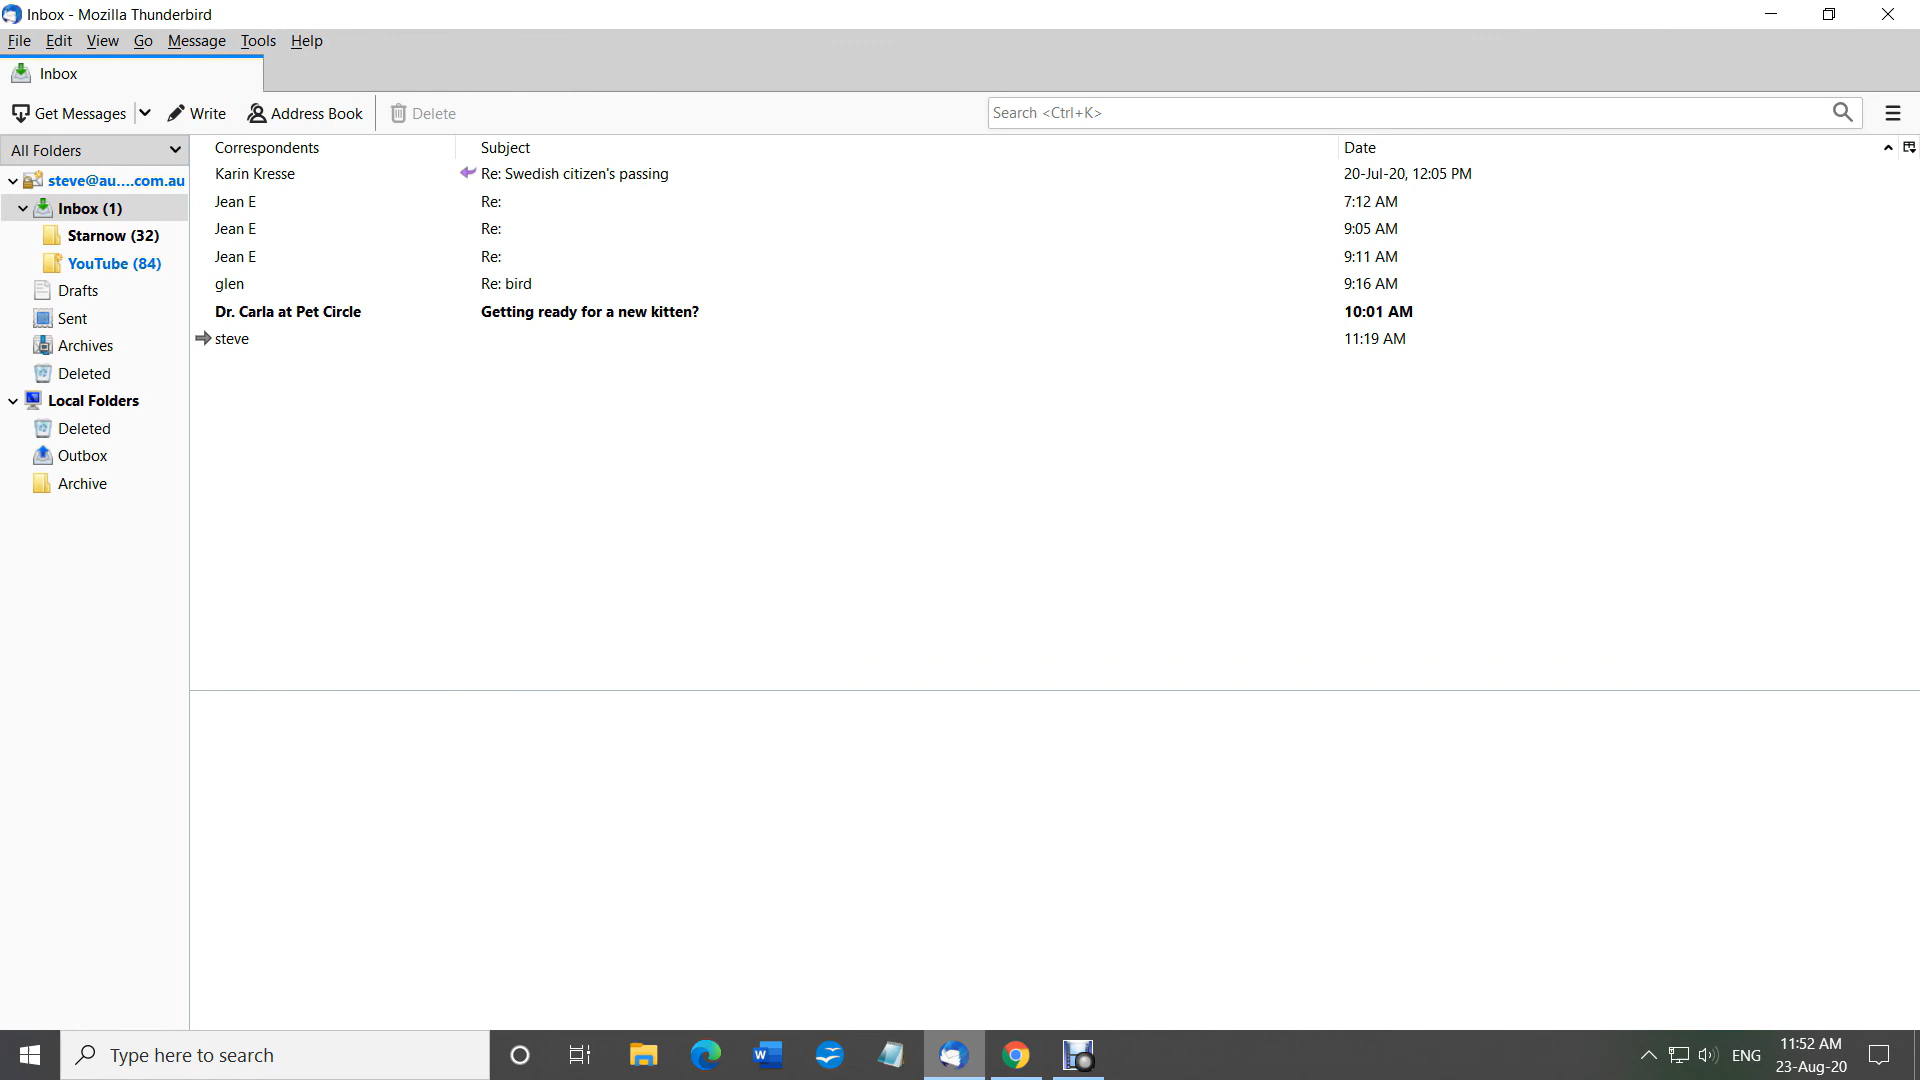 Inbox - Mozilla Thunderbird
File Edit View Go Message Tools Help
Inbox
Get Messages Write Address Book Delete Search <Ctrl+K>
All Folders
steve@au....com.au
Inbox (1)
Starnow (32)
YouTube (84)
Drafts
Sent
Archives
Deleted
Local Folders
Deleted
Outbox
Archive
Correspondents Subject Date
Karin Kresse Re: Swedish citizen's passing 20-Jul-20, 12:05 PM
Jean E Re: 7:12 AM
Jean E Re: 9:05 AM
Jean E Re: 9:11 AM
glen Re: bird 9:16 AM
Dr. Carla at Pet Circle Getting ready for a new kitten? 10:01 AM
steve 11:19 AM
Type here to search
W
ENG
11:52 AM
23-Aug-20